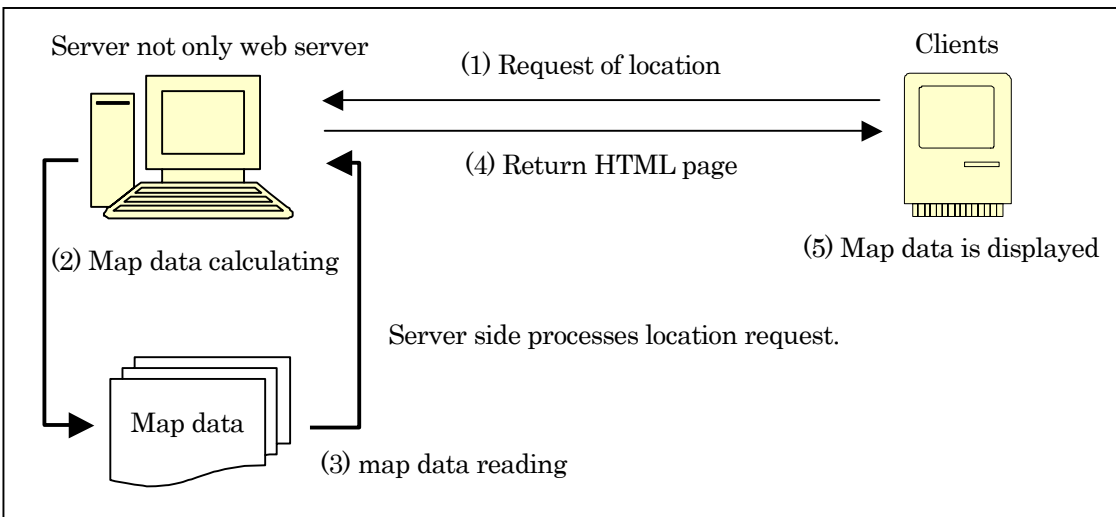 Server not only web server
Clients
(1) Request of location
(4) Return HTML page
(2) Map data calculating
(5) Map data is displayed
Server side processes location request.
Map data
(3) map data reading